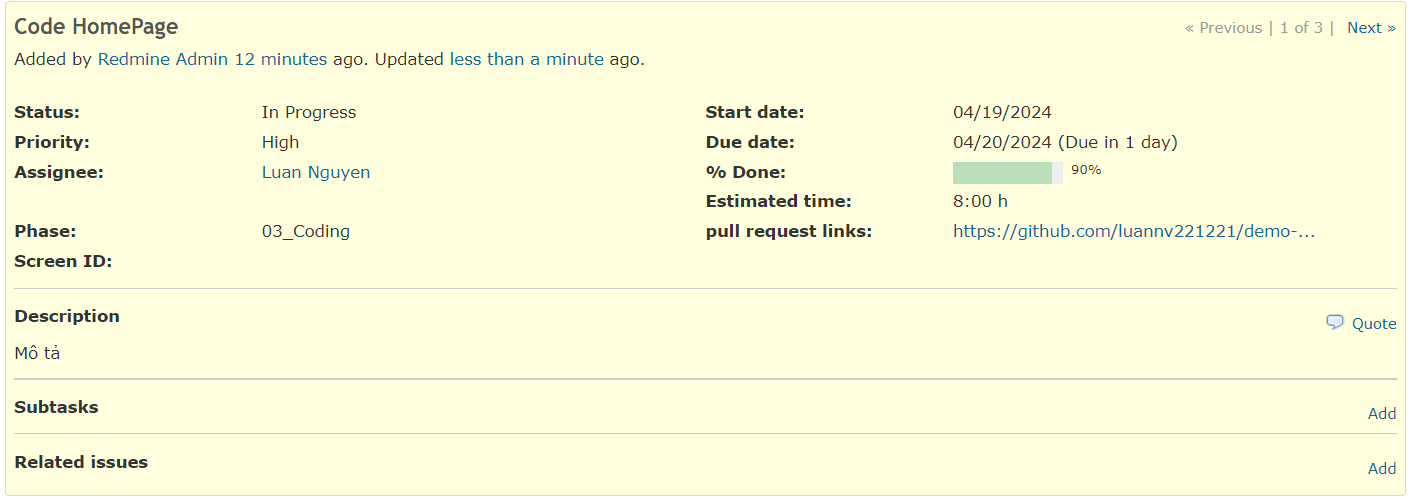 Code HomePage
« Previous | 1 of 3 | Next »
Added by Redmine Admin 12 minutes ago. Updated less than a minute ago.
Status: In Progress Start date: 04/19/2024
Priority: High Due date: 04/20/2024 (Due in 1 day)
Assignee: Luan Nguyen % Done: 90%
Estimated time: 8:00 h
Phase: 03_Coding pull request links: https://github.com/luannv221221/demo-...
Screen ID:
Description
Quote
Mô tả
Subtasks
Add
Related issues
Add